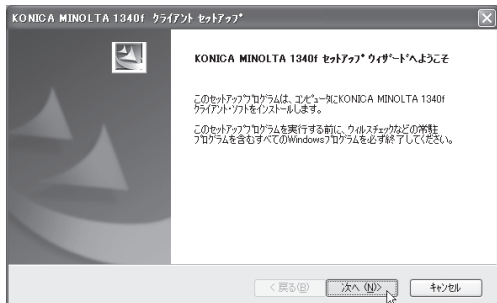 KONICA MINOLTA 1340f クライアント セットアップ
KONICA MINOLTA 1340f セットアップ ウィザードへようこそ
このセットアッププログラムは、コンピュータにKONICA MINOLTA 1340f
クライアント・ソフトをインストールします。
このセットアッププログラムを実行する前に、ウィルスチェックなどの常駐
プログラムを含むすべてのWindowsプログラムを必ず終了してください。
< 戻る(B)
次へ (N)>
キャンセル